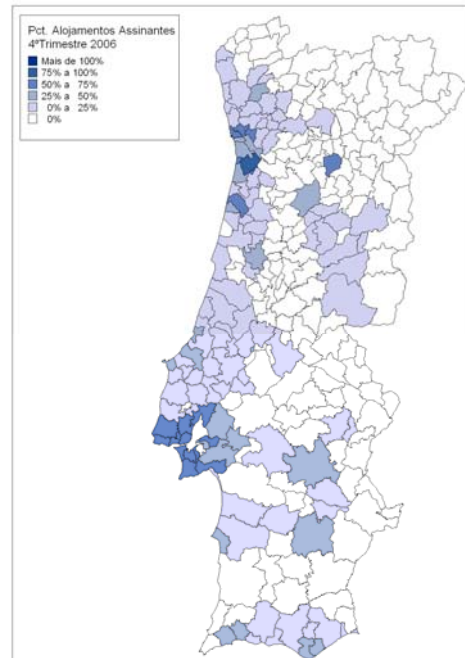 Pct. Alojamentos Assinantes
4ºTrimestre 2006
Mais de 100%
75% a 100%
50% a 75%
25% a 50%
0% a 25%
0%